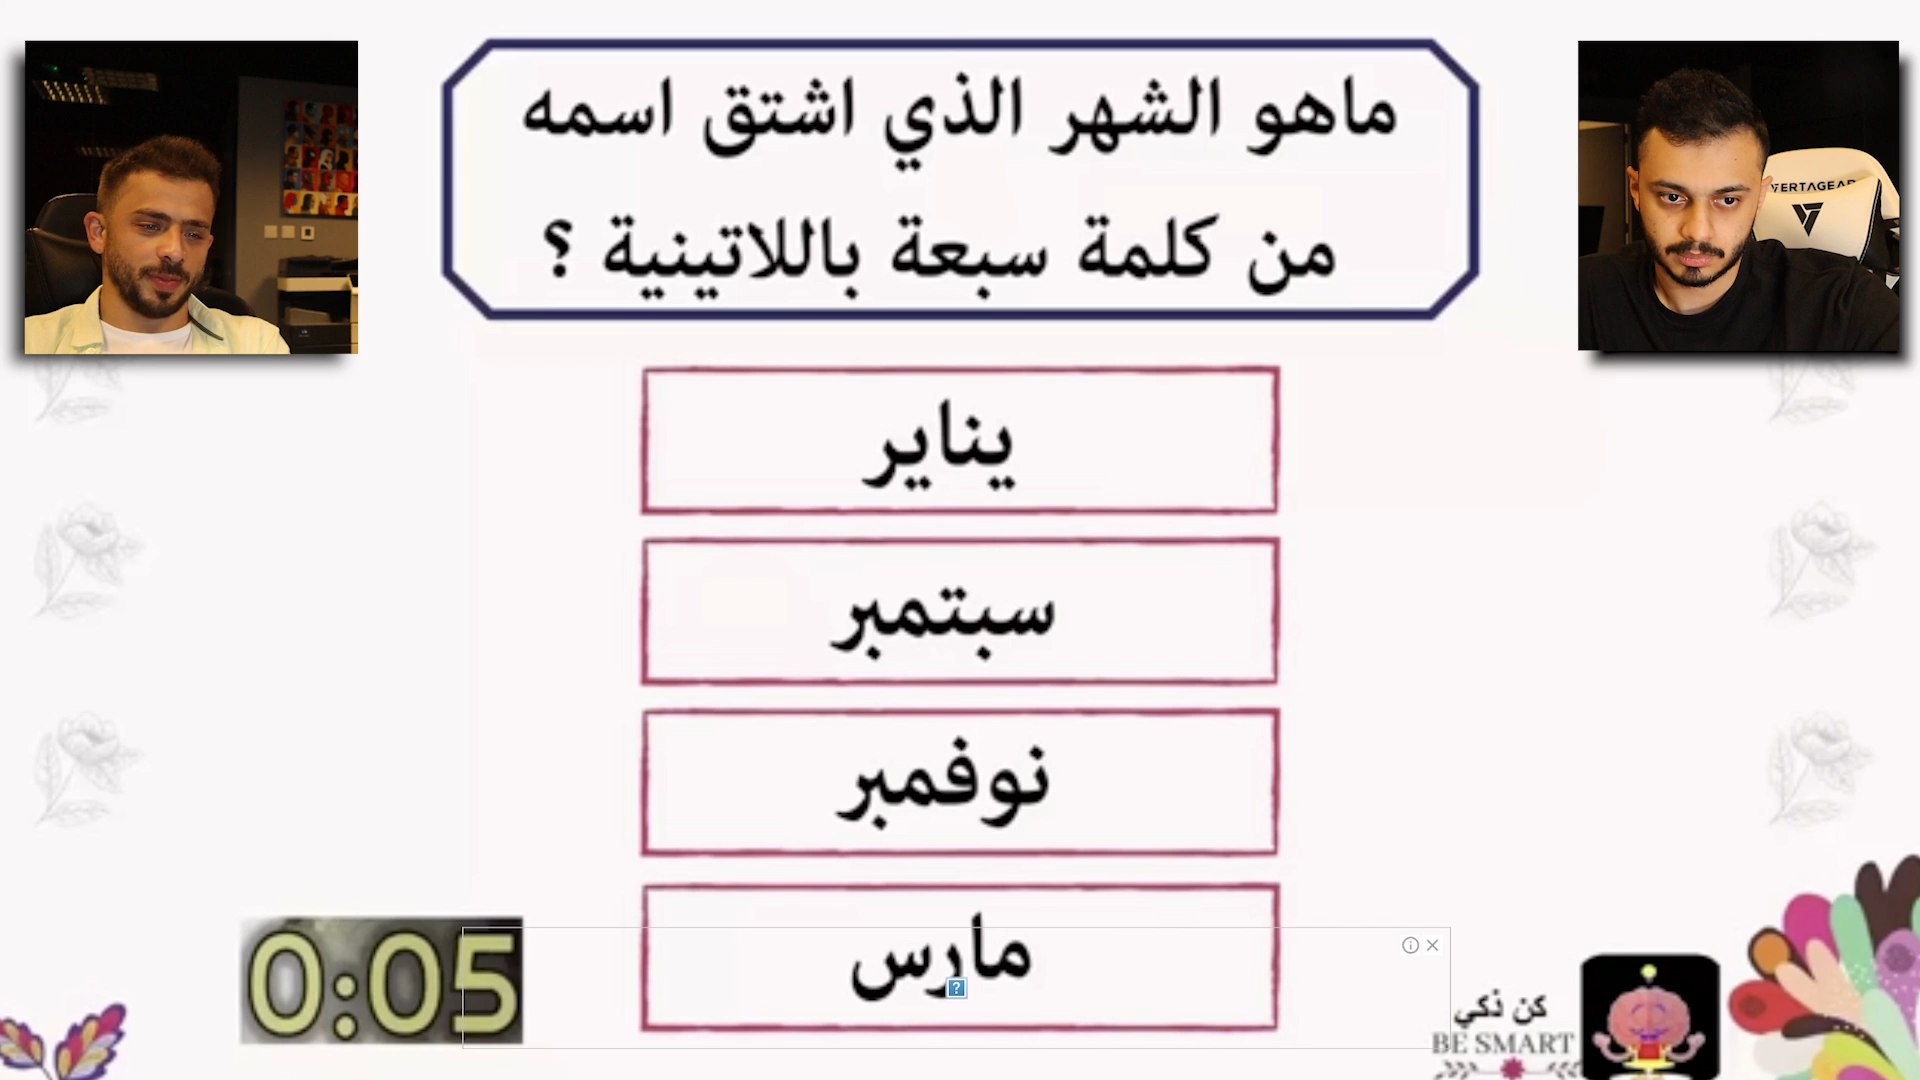 ماهو الشهر الذي اشتق اسمه
من كلمة سبعة باللاتينية ؟
VERTAGEAR
يناير
سبتمبر
نوفمبر
مارس
0:05
كن ذكي
BE SMART